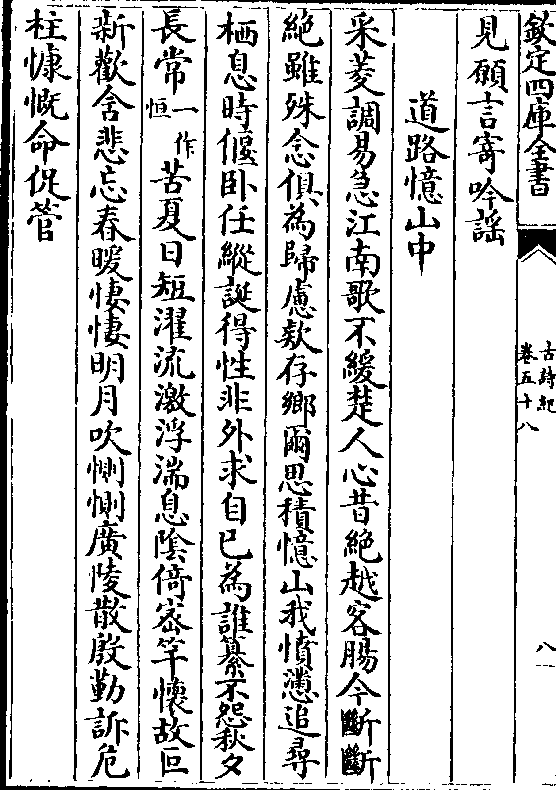 欽定四庫全書
古詩紀
卷五十八
八
見願言寄吟謡
道路憶山中
采菱調易急江南歌不緩楚人心昔絶越客腸今斷斷
絶雖殊念俱為歸慮欵存鄉爾思積憶山我憤懣追尋
栖息時偃卧任縱誕得性非外求自已為誰纂不怨秋夕
長常一作恒苦夏日短濯流激浮湍息陰倚宻竿懷故叵
新歡含悲忘春暖悽悽明月吹惻惻廣陵散殷勤訴危
柱慷慨命促管